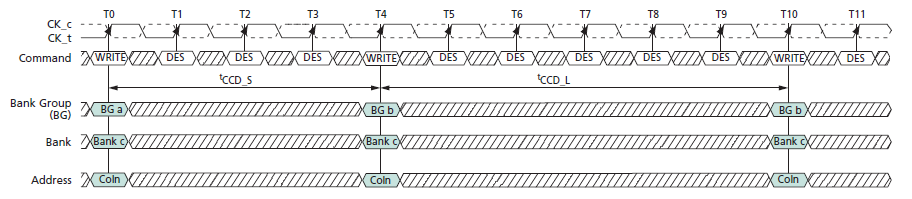 T0 T1 T2 T3 T4 T5 T6 T7 T8 T9 T10 T11
CK_c
CK_t
Command WRITE DES DES DES WRITE DES DES DES DES DES WRITE DES
tCCD_S tCCD_L
Bank Group
(BG)
BG a BG b BG b
Bank Bank c Bank c Bank c
Address Coln Coln Coln